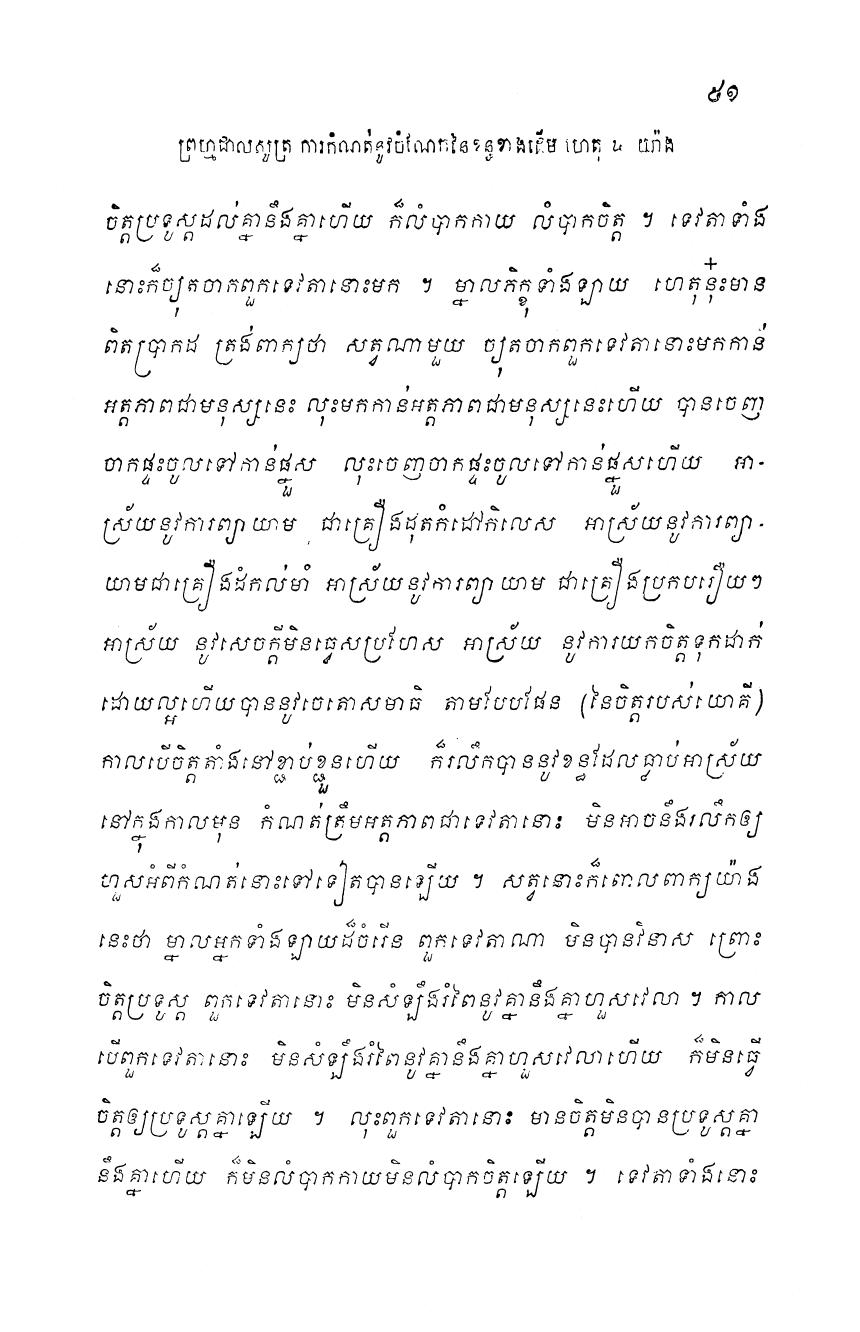 ៥១
ព្រហ្មជាលសូត្រ ការកំណត់នូវចំណែកនៃខន្ធខាងដើម ហេតុ ៤ យ៉ាង
ចិត្តប្រទូស្តដល់គ្នានឹងគ្នាហើយ ក៏លំបាកកាយ លំបាកចិត្ត ។ ទេវតាទាំង
នោះក៏ច្យុតចាកពួកទេវតានោះមក ។ ម្នាលភិក្ខុទាំងឡាយ ហេតុនុ៎ះមាន
ពិតប្រាកដ ត្រង់ពាក្យថា សត្វណាមួយ ច្យុតចាកពួកទេវតានោះមកកាន់
អត្តភាពជាមនុស្សនេះ លុះមកកាន់អត្តភាពជាមនុស្សនេះហើយ បានចេញ
ចាកផ្ទះចូលទៅកាន់ផ្នួស លុះចេញចាកផ្ទះចូលទៅកាន់ផ្នួសហើយ អា-
ស្រ័យនូវការព្យាយាម ជាគ្រឿងដុតកំដៅកិលេស អាស្រ័យនូវការព្យា-
យាមជាគ្រឿងដំកល់មាំ អាស្រ័យនូវការព្យាយាម ជាគ្រឿងប្រកបរឿយៗ
អាស្រ័យ នូវសេចក្តីមិនធ្វេសប្រហែស អាស្រ័យ នូវការយកចិត្តទុកដាក់
ដោយល្អហើយបាននូវចេតោសមាធិ តាមបែបផែន (នៃចិត្តរបស់យោគី)
កាលបើចិត្តតាំងនៅខ្ជាប់ខ្ជួនហើយ ក៏រលឹកបាននូវខន្ធដែលធ្លាប់អាស្រ័យ
នៅក្នុងកាលមុន កំណត់ត្រឹមអត្តភាពជាទេវតានោះ មិនអាចនឹងរលឹកឲ្យ
ហួសអំពីកំណត់នោះទៅទៀតបានឡើយ ។ សត្វនោះក៏ពោលពាក្យយ៉ាង
នេះថា ម្នាលអ្នកទាំងឡាយដ៏ចំរើន ពួកទេវតាណា មិនបានវិនាស ព្រោះ
ចិត្តប្រទូស្ត ពួកទេវតានោះ មិនសំឡឹងរំពៃនូវគ្នានឹងគ្នាហួសវេលា ។ កាល
បើពួកទេវតានោះ មិនសំឡឹងរំពៃនូវគ្នានឹងគ្នាហួសវេលាហើយ ក៏មិនធ្វើ
ចិត្តឲ្យប្រទូស្តគ្នាឡើយ ។ លុះពួកទេវតានោះ មានចិត្តមិនបានប្រទូស្តគ្នា
នឹងគ្នាហើយ ក៏មិនលំបាកកាយមិនលំបាកចិត្តឡើយ ។ ទេវតាទាំងនោះ